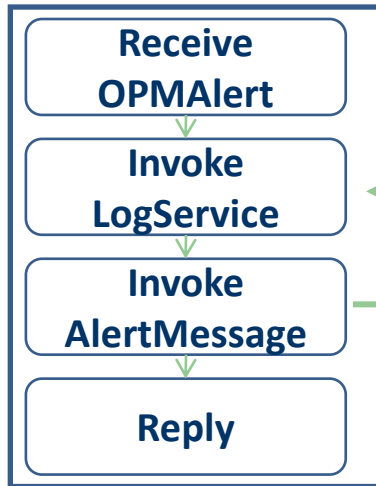 Receive
OPMAlert
Invoke
LogService
Invoke
AlertMessage
Reply